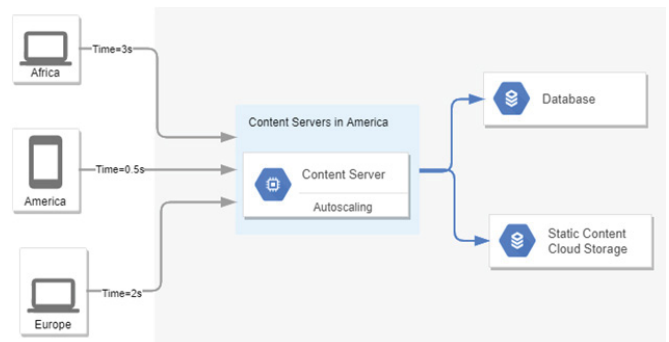 Time=3s
Africa
Content Servers in America
Database
Time=0.5s
Content Server
America
Autoscaling
Static Content
Cloud Storage
Time=2s
Europe